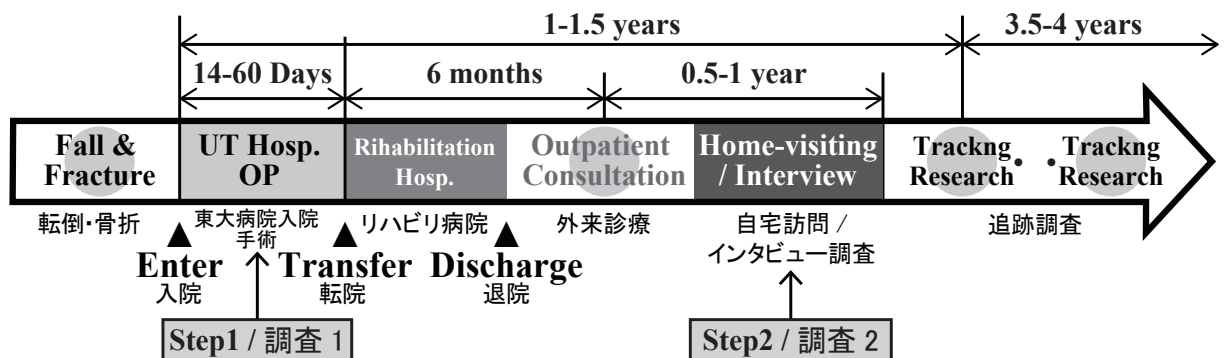 1-1.5 years
3.5-4 years
14-60 Days
6 months
0.5-1 year
Fall &
Fracture
UT Hosp.
OP
Rihabilitation
Hosp.
Outpatient
Consultation
Home-visiting
/ Interview
Trackng
Research
・・
Trackng
Research
転倒・骨折
東大病院入院
手術
リハビリ病院
外来診療
自宅訪問 /
インタビュー調査
追跡調査
▲
Enter
入院
▲
Transfer
転院
▲
Discharge
退院
Step1 / 調査 1
Step2 / 調査 2